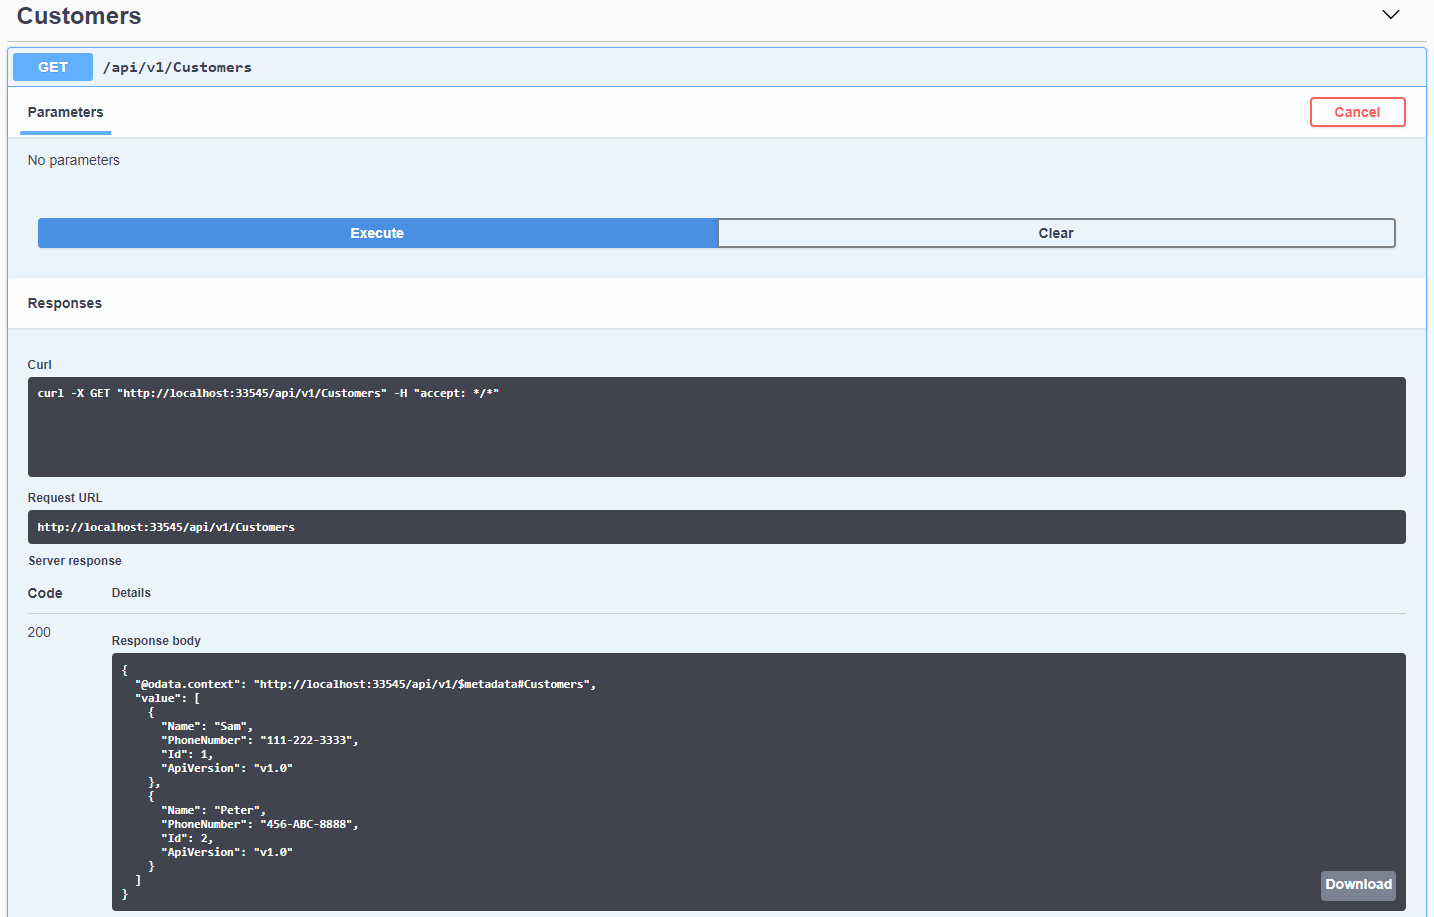 Customers
GET /api/v1/Customers
Parameters Cancel
No parameters
Execute Clear
Responses
Curl
curl -X GET "http://localhost:33545/api/v1/Customers" -H "accept: */*"
Request URL
http://localhost:33545/api/v1/Customers
Server response
Code Details
200
Response body
{
  "@odata.context": "http://localhost:33545/api/v1/$metadata#Customers",
  "value": [
    {
      "Name": "Sam",
      "PhoneNumber": "111-222-3333",
      "Id": 1,
      "ApiVersion": "v1.0"
    },
    {
      "Name": "Peter",
      "PhoneNumber": "456-ABC-8888",
      "Id": 2,
      "ApiVersion": "v1.0"
    }
  ]
}
Download